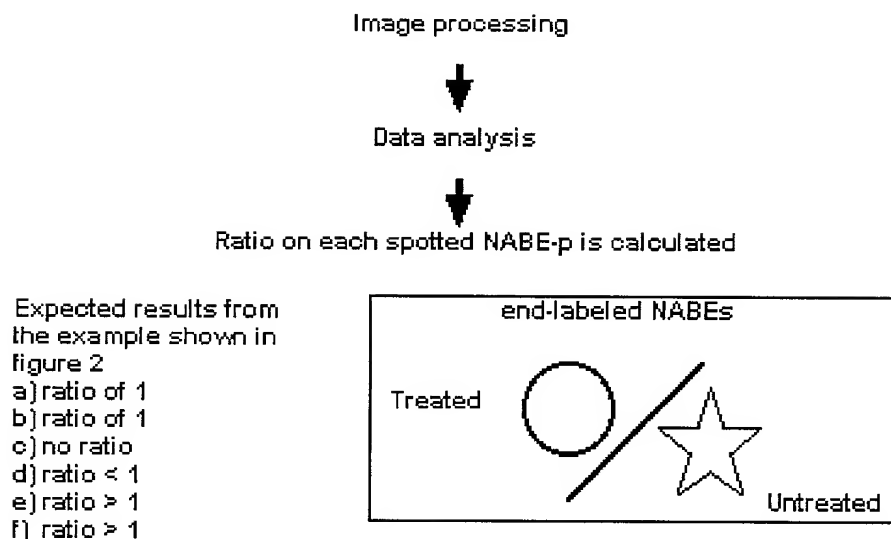 Image processing
Data analysis
Ratio on each spotted NABE-p is calculated
Expected results from
the example shown in
figure 2
a) ratio of 1
b) ratio of 1
c) no ratio
d) ratio < 1
e) ratio > 1
f) ratio > 1
end-labeled NABEs
Treated
Untreated